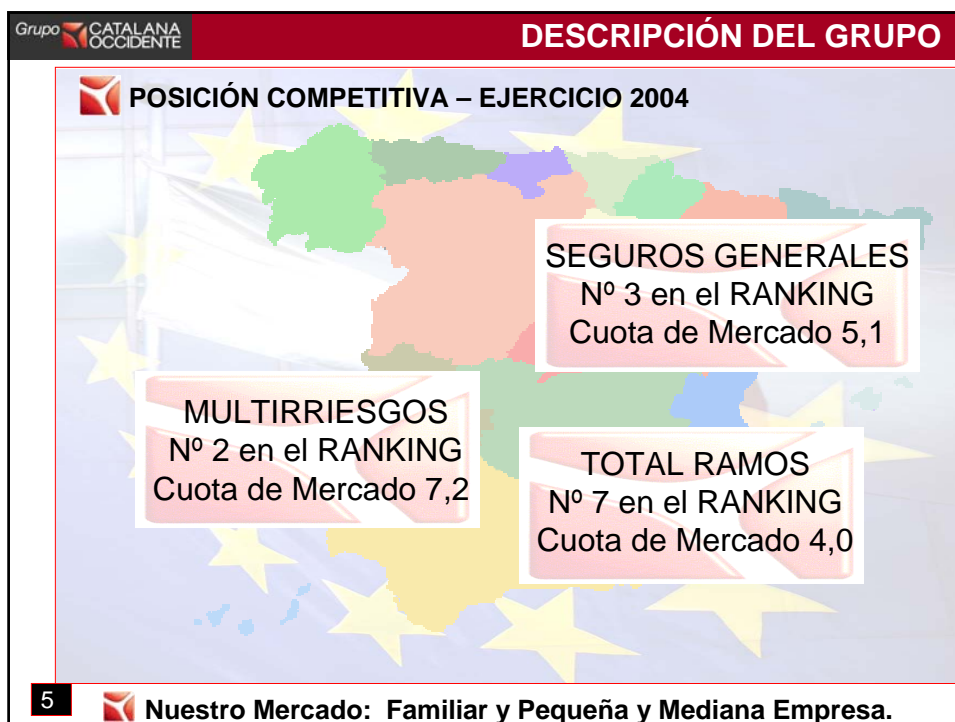 Grupo CATALANA OCCIDENTE
DESCRIPCIÓN DEL GRUPO
POSICIÓN COMPETITIVA – EJERCICIO 2004
SEGUROS GENERALES
Nº 3 en el RANKING
Cuota de Mercado 5,1
MULTIRRIESGOS
Nº 2 en el RANKING
Cuota de Mercado 7,2
TOTAL RAMOS
Nº 7 en el RANKING
Cuota de Mercado 4,0
5
Nuestro Mercado: Familiar y Pequeña y Mediana Empresa.